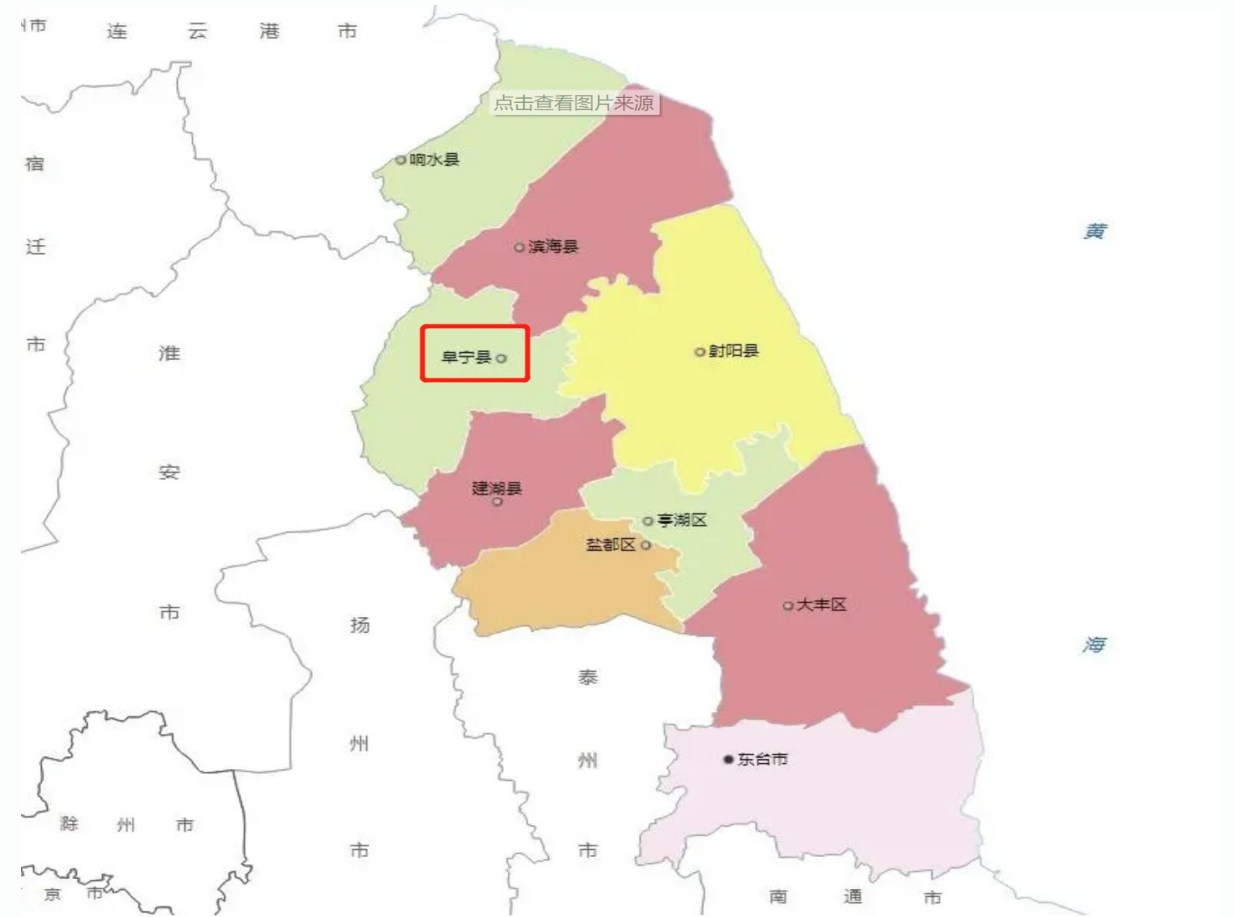 市
连云港市
点击查看图片来源
宿迁市
响水县
黄海
滨海县
淮安市
阜宁县
射阳县
建湖县
亭湖区
盐都区
大丰区
扬州市
泰州市
东台市
滁州市
京市
南通市